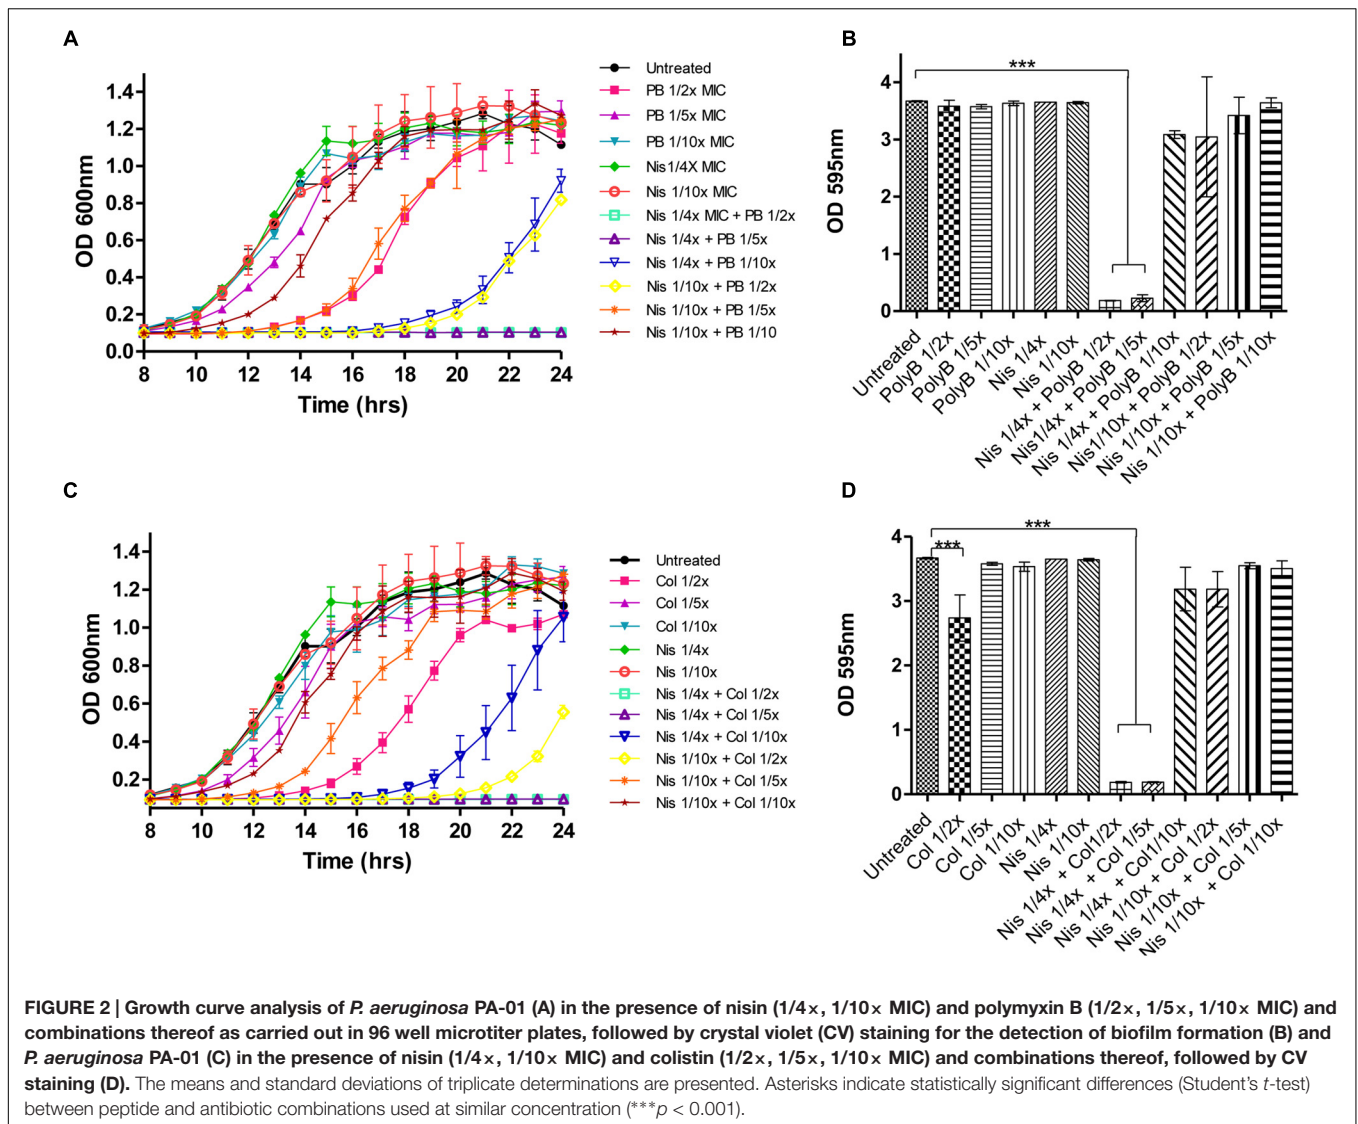 A
OD 600nm
1.4
1.2
1.0
0.8
0.6
0.4
0.2
0.0
8 10 12 14 16 18 20 22 24
Time (hrs)
Untreated
PB 1/2x MIC
PB 1/5x MIC
PB 1/10x MIC
Nis1/4X MIC
Nis 1/10x MIC
Nis 1/4x MIC + PB 1/2x
Nis 1/4x + PB 1/5x
Nis 1/4x + PB 1/10x
Nis 1/10x + PB 1/2x
Nis 1/10x + PB 1/5x
Nis 1/10x + PB 1/10
B
OD 595nm
4
3
2
1
0
***
Untreated
PolyB 1/2x
PolyB 1/5x
PolyB 1/10x
Nis 1/4x
Nis 1/10x
Nis 1/4x + PolyB 1/2x
Nis1/4x + PolyB 1/5x
Nis 1/4x + PolyB 1/10x
Nis1/10x + PolyB 1/2x
Nis 1/10x + PolyB 1/5x
Nis 1/10x + PolyB 1/10x
C
OD 600nm
1.4
1.2
1.0
0.8
0.6
0.4
0.2
8 10 12 14 16 18 20 22 24
Time (hrs)
Untreated
Col 1/2x
Col 1/5x
Col 1/10x
Nis 1/4x
Nis 1/10x
Nis 1/4x + Col 1/2x
Nis 1/4x + Col 1/5x
Nis 1/4x + Col 1/10x
Nis 1/10x + Col 1/2x
Nis 1/10x + Col 1/5x
Nis 1/10x + Col 1/10x
D
OD 595nm
4
3
2
1
0
***
***
Untreated
Col 1/2x
Col 1/5x
Col 1/10x
Nis 1/4x
Nis 1/10x
Nis 1/4x + Col1/2x
Nis 1/4x + Col 1/5x
Nis 1/4x + Col1/10x
Nis 1/10x + Col 1/2x
Nis 1/10x + Col 1/5x
Nis 1/10x + Col 1/10x
FIGURE 2 | Growth curve analysis of P. aeruginosa PA-01 (A) in the presence of nisin (1/4×, 1/10× MIC) and polymyxin B (1/2×, 1/5×, 1/10× MIC) and
combinations thereof as carried out in 96 well microtiter plates, followed by crystal violet (CV) staining for the detection of biofilm formation (B) and
P. aeruginosa PA-01 (C) in the presence of nisin (1/4×, 1/10× MIC) and colistin (1/2×, 1/5×, 1/10× MIC) and combinations thereof, followed by CV
staining (D). The means and standard deviations of triplicate determinations are presented. Asterisks indicate statistically significant differences (Student's t-test)
between peptide and antibiotic combinations used at similar concentration (***p < 0.001).